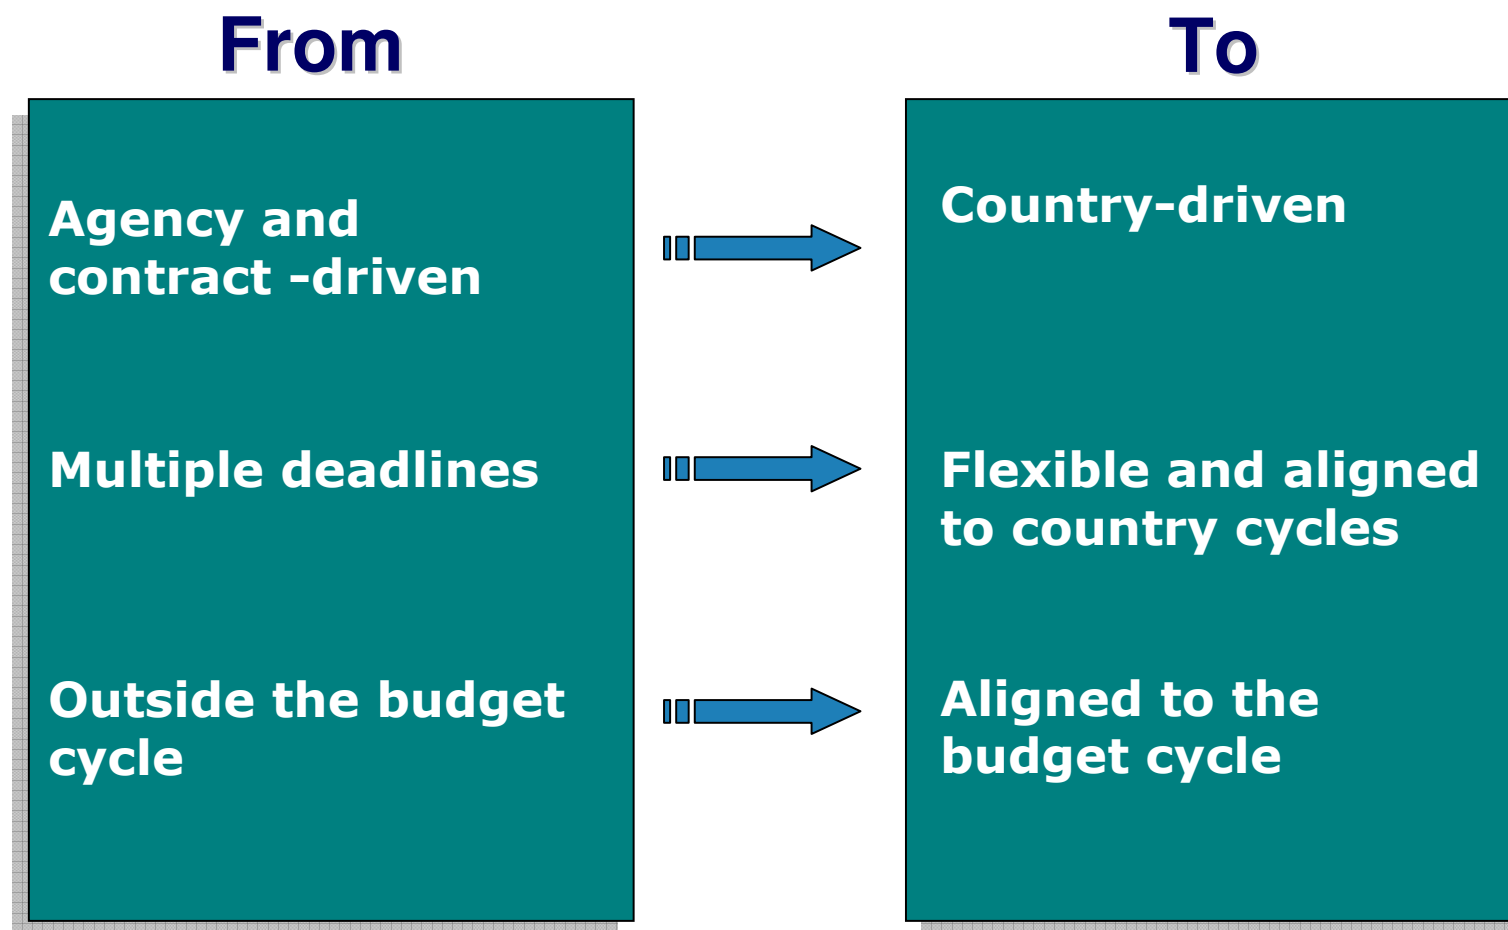 From
To
Agency and
contract -driven
Country-driven
Multiple deadlines
Flexible and aligned
to country cycles
Outside the budget
cycle
Aligned to the
budget cycle